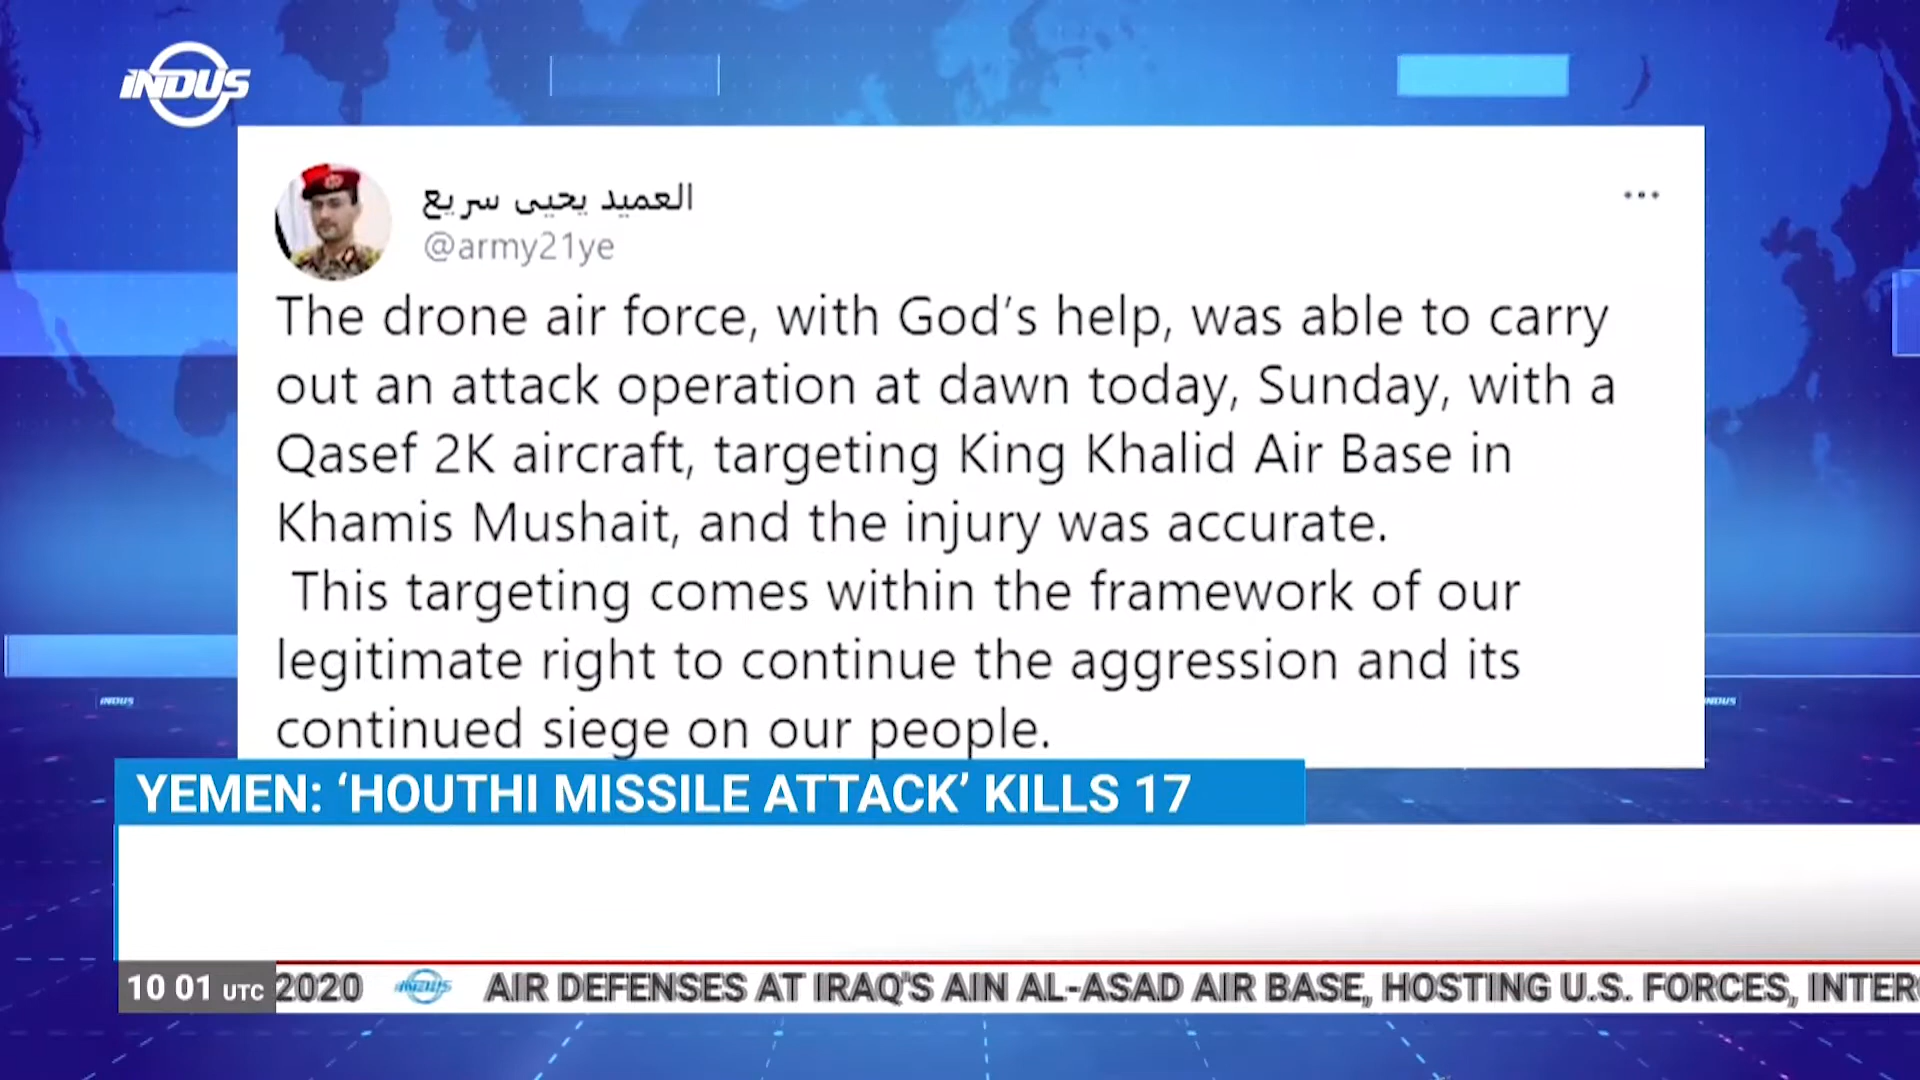 INDUS
العميد يحيى سريع
@army21ye
The drone air force, with God's help, was able to carry
out an attack operation at dawn today, Sunday, with a
Qasef 2K aircraft, targeting King Khalid Air Base in
Khamis Mushait, and the injury was accurate.
This targeting comes within the framework of our
legitimate right to continue the aggression and its
continued siege on our people.
INDUS
INDUS
YEMEN: ‘HOUTHI MISSILE ATTACK’ KILLS 17
10 01 UTC 2020 INDUS AIR DEFENSES AT IRAQ'S AIN AL-ASAD AIR BASE, HOSTING U.S. FORCES, INTER